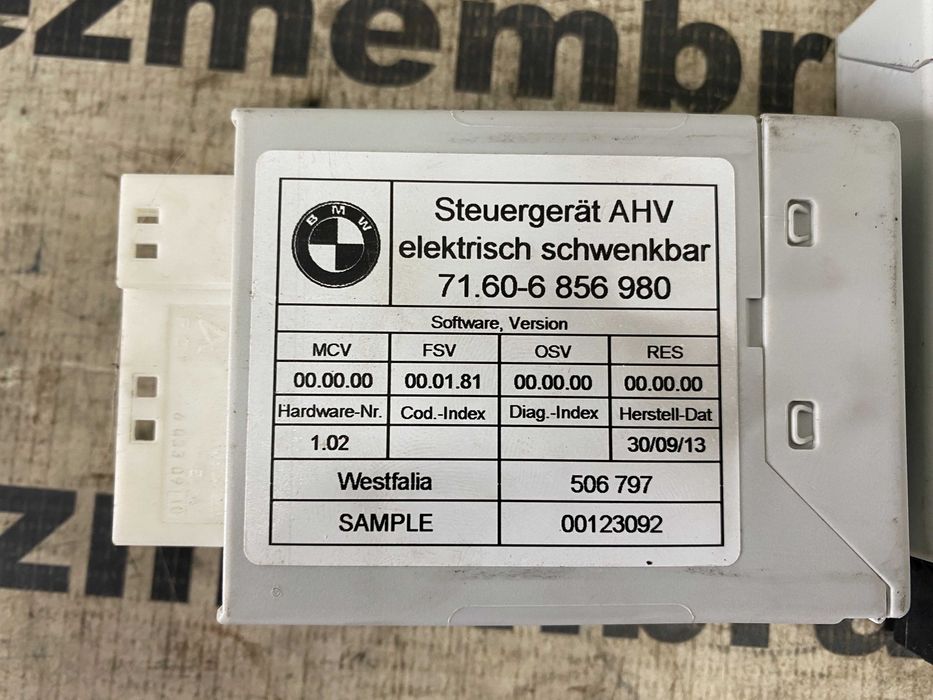 ezmembr
BMW
Steuergerät AHV
elektrisch schwenkbar
71.60-6 856 980
Software, Version
MCV FSV OSV RES
00.00.00 00.01.81 00.00.00 00.00.00
Hardware-Nr. Cod.-Index Diag.-Index Herstell-Dat
1.02 30/09/13
Westfalia 506 797
SAMPLE 00123092